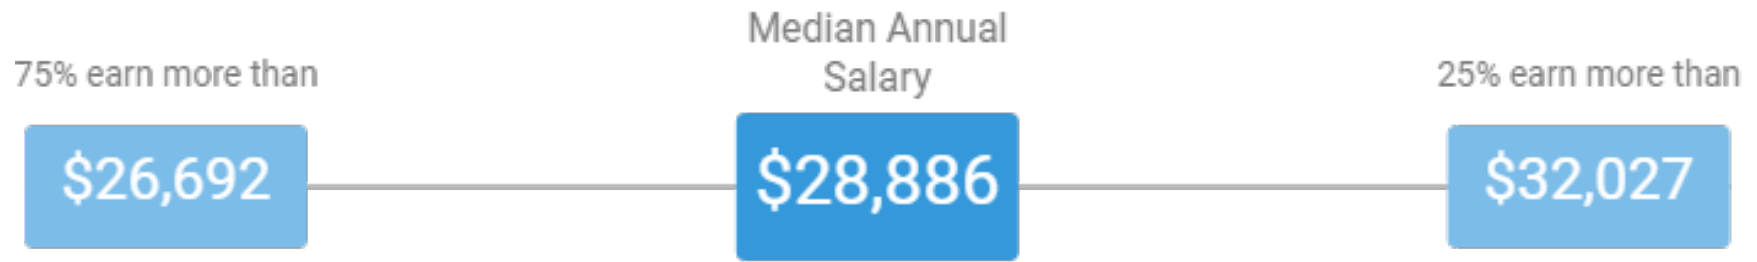 Median Annual
Salary
75% earn more than
25% earn more than
$26,692
$28,886
$32,027